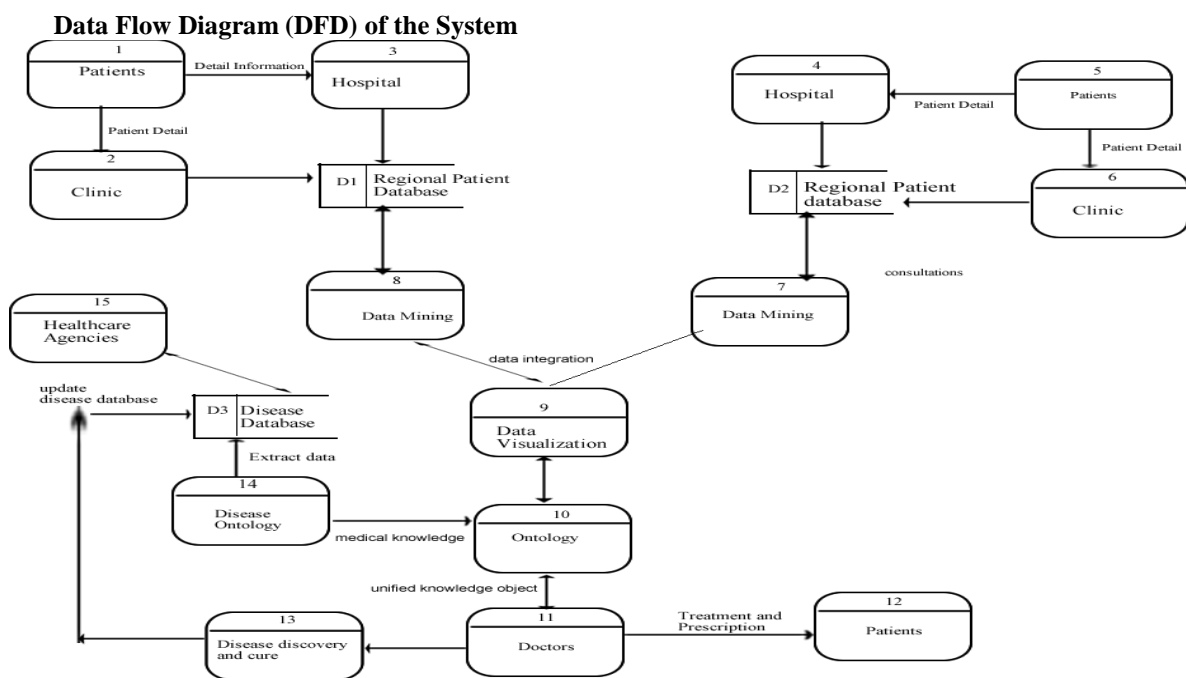 Data Flow Diagram (DFD) of the System
1
Patients
Detail Information
3
Hospital
4
Hospital
5
Patients
Patient Detail
Patient Detail
Patient Detail
2
Clinic
D1
Regional Patient
Database
D2
Regional Patient
database
6
Clinic
consultations
8
Data Mining
7
Data Mining
15
Healthcare
Agencies
data integration
update
disease database
D3
Disease
Database
9
Data
Visualization
Extract data
14
Disease
Ontology
medical knowledge
10
Ontology
unified knowledge object
13
Disease discovery
and cure
11
Doctors
Treatment and
Prescription
12
Patients